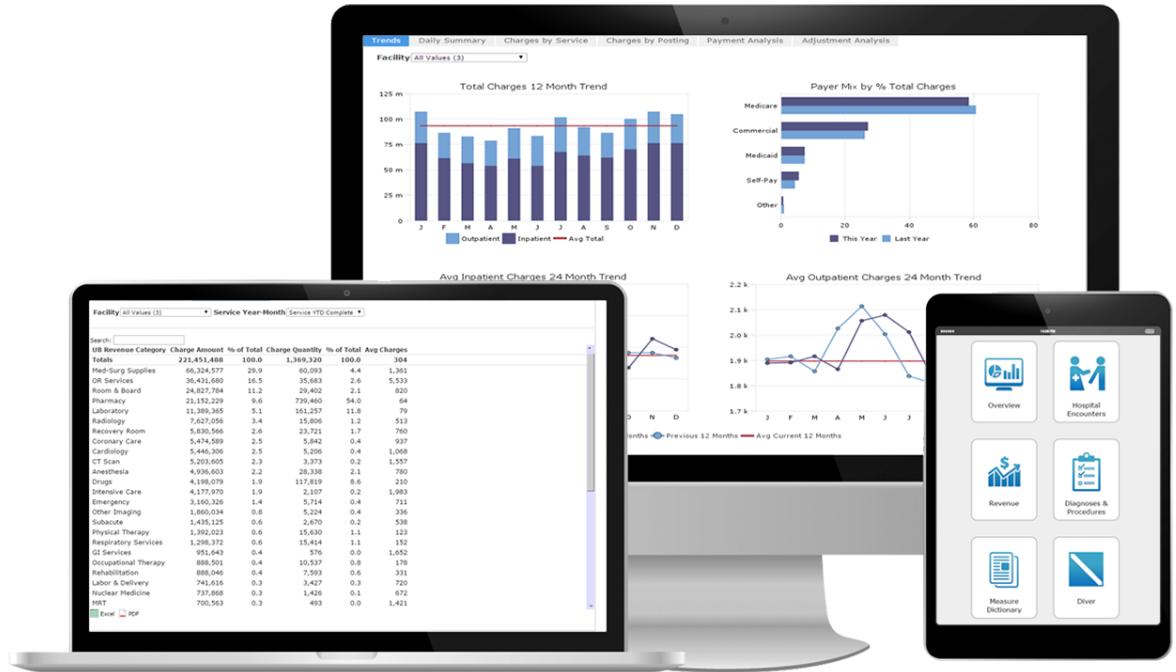 Trends Daily Summary Charges by Service Charges by Posting Payment Analysis Adjustment Analysis
Facility All Values (3)
Total Charges 12 Month Trend
125 m
100 m
75 m
50 m
25 m
0
J F M A M J J A S O N D
Outpatient Inpatient Avg Total
Payer Mix by % Total Charges
Medicare
Commercial
Medicaid
Self-Pay
Other
0 20 40 60 80
This Year Last Year
Avg Inpatient Charges 24 Month Trend
N D
Avg Outpatient Charges 24 Month Trend
2.2 k
2.1 k
2.0 k
1.9 k
1.8 k
1.7 k
J F M A M J J
Previous 12 Months Avg Current 12 Months
Facility All Values (3) Service Year-Month Service YTD Complete
Search:
UB Revenue Category Charge Amount % of Total Charge Quantity % of Total Avg Charges
Totals 221,451,488 100.0 1,369,320 100.0 304
Med-Surg Supplies 66,324,577 29.9 60,093 4.4 1,361
OR Services 36,431,680 16.5 35,683 2.6 5,533
Room & Board 24,827,784 11.2 29,402 2.1 820
Pharmacy 21,152,229 9.6 739,460 54.0 64
Laboratory 11,389,365 5.1 161,257 11.8 79
Radiology 7,627,056 3.4 15,806 1.2 513
Recovery Room 5,830,566 2.6 23,721 1.7 760
Coronary Care 5,474,589 2.5 5,842 0.4 937
Cardiology 5,446,306 2.5 5,206 0.4 1,068
CT Scan 5,203,605 2.3 3,373 0.2 1,557
Anesthesia 4,936,603 2.2 28,338 2.1 780
Drugs 4,198,079 1.9 117,819 8.6 210
Intensive Care 4,177,970 1.9 2,107 0.2 1,983
Emergency 3,160,326 1.4 5,714 0.4 711
Other Imaging 1,860,034 0.8 5,224 0.4 336
Subacute 1,435,125 0.6 2,670 0.2 538
Physical Therapy 1,392,023 0.6 15,630 1.1 123
Respiratory Services 1,298,372 0.6 15,414 1.1 152
GI Services 951,643 0.4 576 0.0 1,652
Occupational Therapy 888,501 0.4 10,537 0.8 178
Rehabilitation 888,046 0.4 7,593 0.6 331
Labor & Delivery 741,616 0.3 3,427 0.3 720
Nuclear Medicine 737,868 0.3 1,426 0.1 672
MRT 700,563 0.3 493 0.0 1,421
Excel PDF
Overview
Hospital
Encounters
Revenue
Diagnoses &
Procedures
Measure
Dictionary
Diver